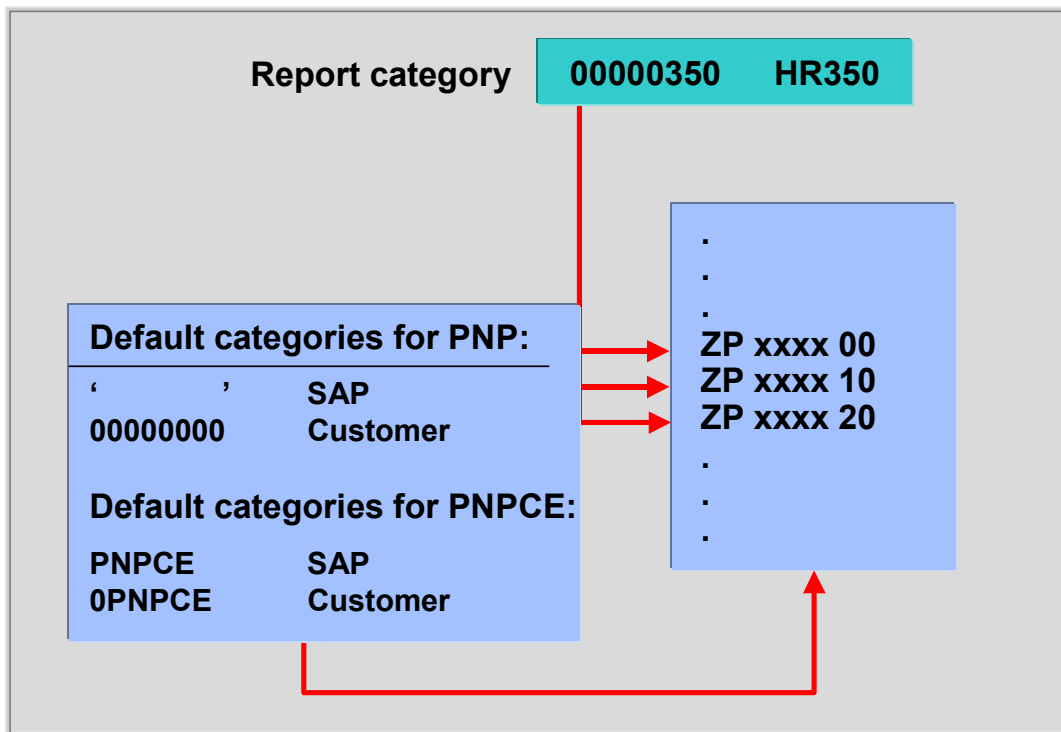 Report category 00000350 HR350
Default categories for PNP:
‘ ’ SAP
00000000 Customer
Default categories for PNPCE:
PNPCE SAP
0PNPCE Customer
.
.
.
ZP xxxx 00
ZP xxxx 10
ZP xxxx 20
.
.
.